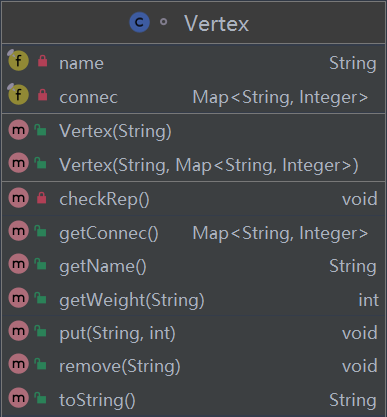 C Vertex
f name String
f connec Map<String, Integer>
m Vertex(String)
m Vertex(String, Map<String, Integer>)
m checkRep() void
m getConnec() Map<String, Integer>
m getName() String
m getWeight(String) int
m put(String, int) void
m remove(String) void
m toString() String